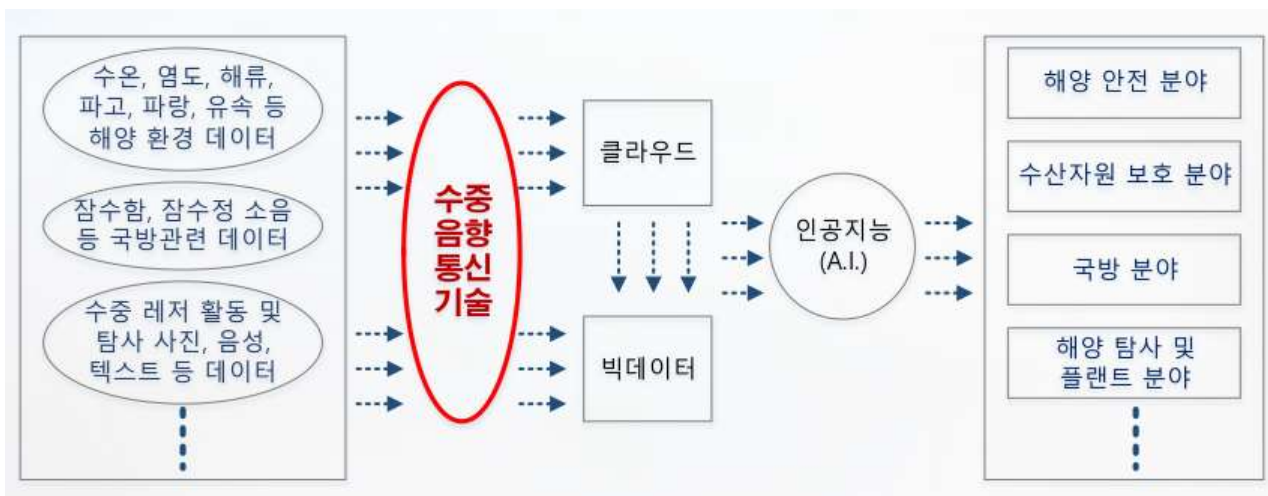 수온, 염도, 해류,
파고, 파랑, 유속 등
해양 환경 데이터
잠수함, 잠수정 소음
등 국방관련 데이터
수중 레저 활동 및
탐사 사진, 음성,
텍스트 등 데이터
수중
음향
통신
기술
클라우드
빅데이터
인공지능
(A.I.)
해양 안전 분야
수산자원 보호 분야
국방 분야
해양 탐사 및
플랜트 분야